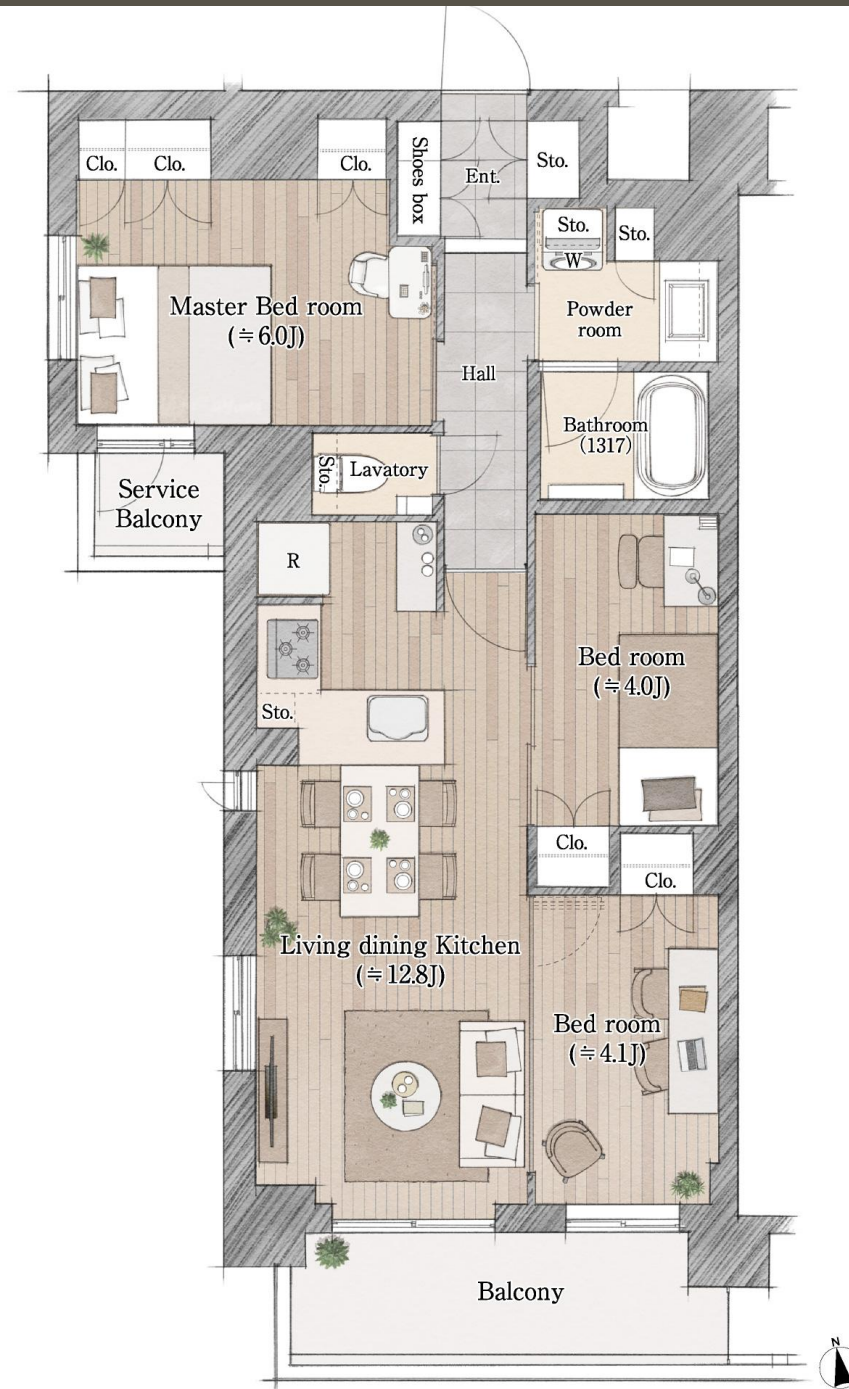 Clo.
Clo.
Clo.
Shoes box
Ent.
Sto.
Sto.
Sto.
W
Master Bed room
(≒6.0J)
Powder
room
Hall
Bathroom
(1317)
Lavatory
Sto.
Service
Balcony
R
Bed room
(≒4.0J)
Sto.
Clo.
Clo.
Living dining Kitchen
(≒12.8J)
Bed room
(≒4.1J)
Balcony
N